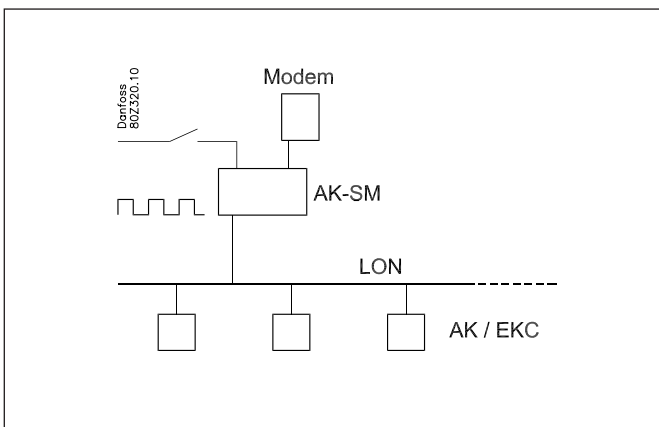 Modem
Danfoss
80Z320.10
AK-SM
LON
AK / EKC